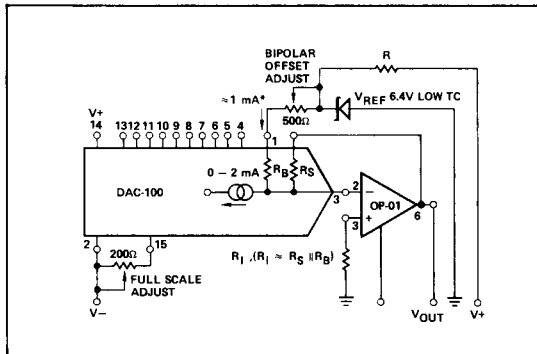 BIPOLAR
OFFSET
ADJUST
R
≈1 mA*
VREF 6.4V LOW TC
500Ω
V+
14 13 12 11 10 9 8 7 6 5 4
1
0 – 2 mA
RB
RS
DAC-100
3
2
–
OP-01
6
+
3
2
200Ω
15
FULL SCALE
ADJUST
V–
RI ,(RI ≈ RS ||RB)
VOUT
V+